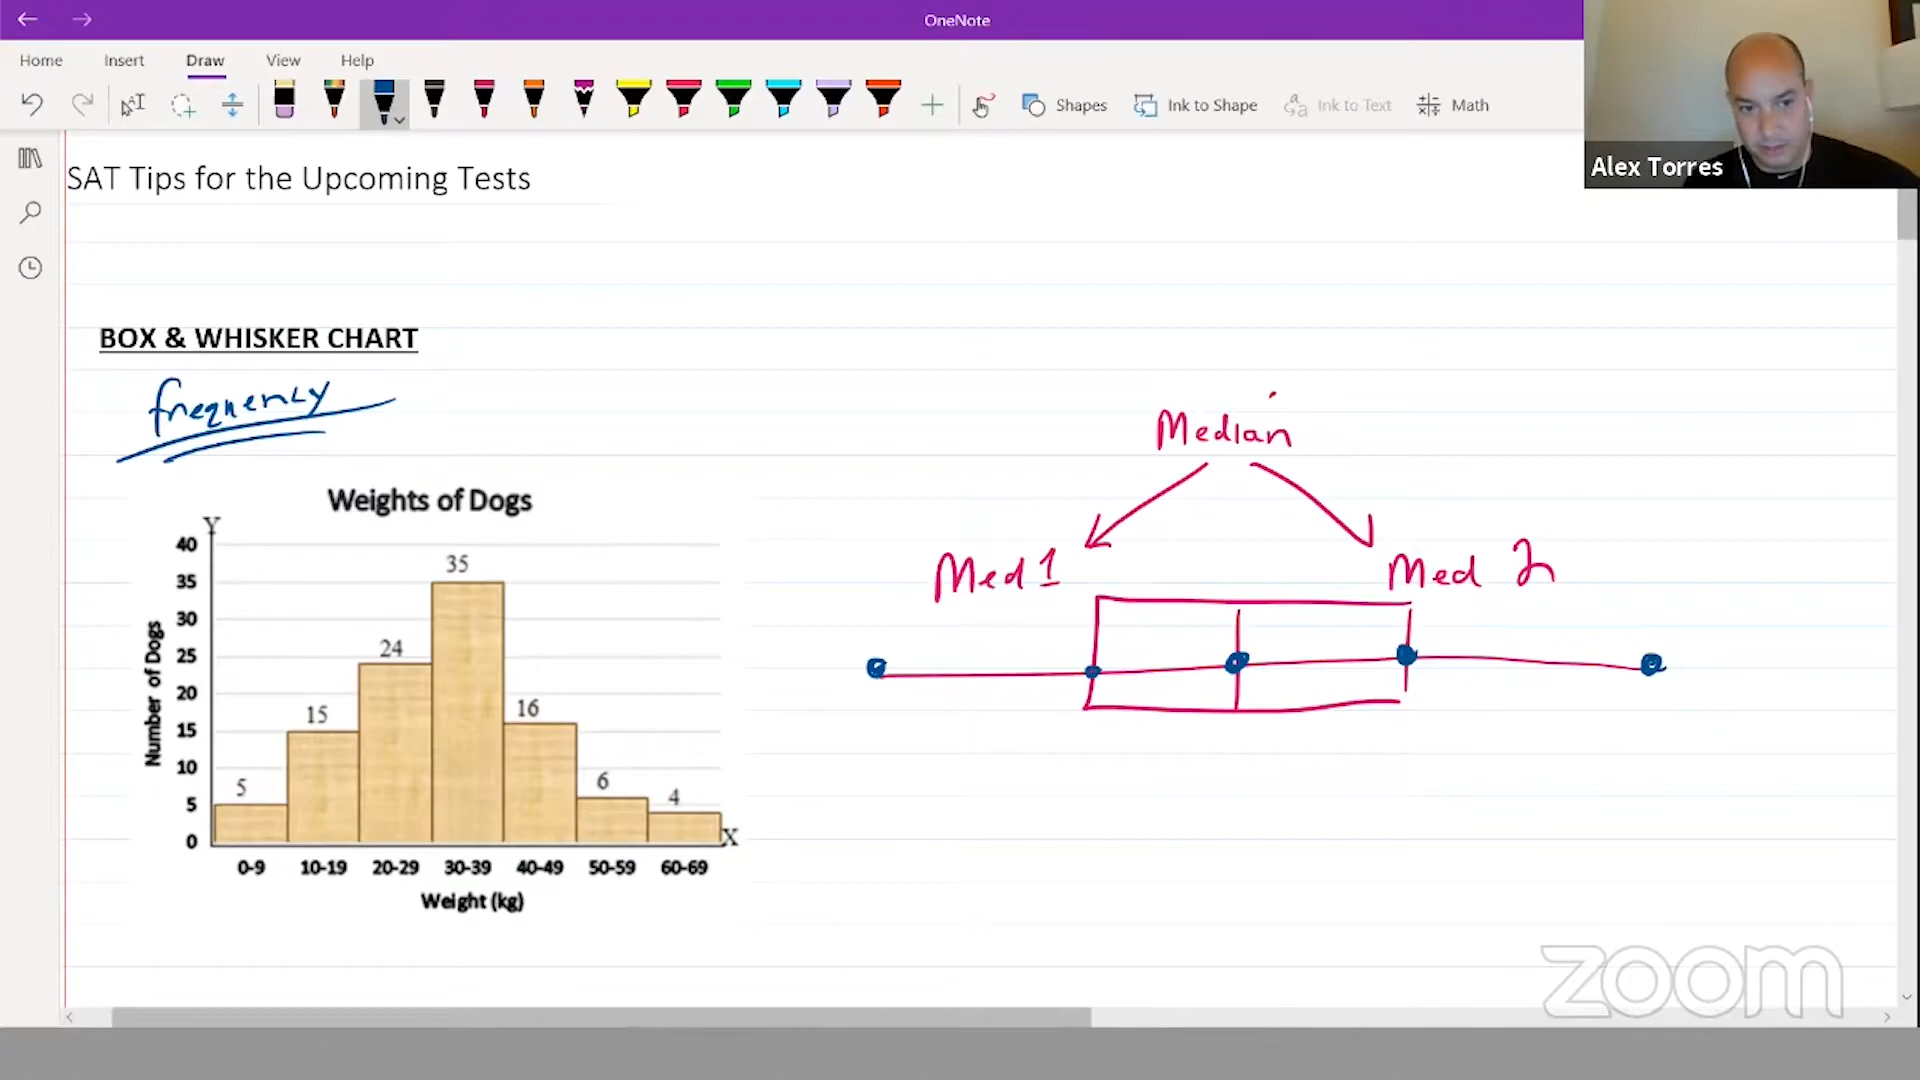 OneNote
Home Insert Draw View Help
Shapes Ink to Shape Ink to Text Math
Alex Torres
SAT Tips for the Upcoming Tests
BOX & WHISKER CHART
frequency
Median
Med 1 Med 2
Weights of Dogs
Y
40
35
30
25
20
15
10
5
0
Number of Dogs
5 15 24 35 16 6 4
X
0-9 10-19 20-29 30-39 40-49 50-59 60-69
Weight (kg)
zoom